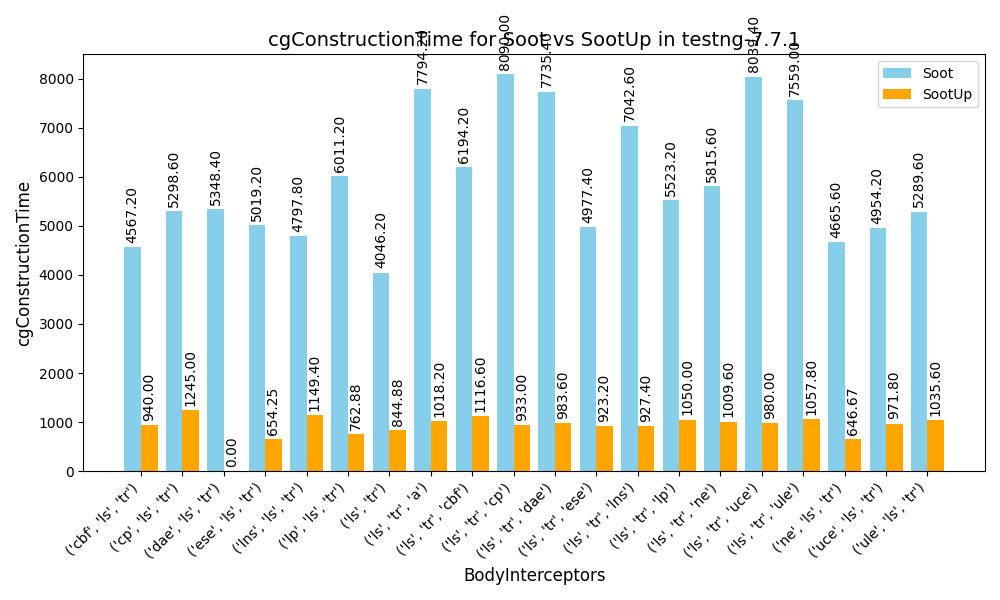 cgConstructionTime for Soot vs SootUp in testng-7.7.1
Soot
SootUp
cgConstructionTime
8000
7000
6000
5000
4000
3000
2000
1000
0
4567.20
940.00
5298.60
1245.00
5348.40
0.00
5019.20
654.25
4797.80
1149.40
6011.20
762.88
4046.20
844.88
7794.20
1018.20
6194.20
1116.60
8090.00
933.00
7735.40
983.60
4977.40
923.20
7042.60
927.40
5523.20
1050.00
5815.60
1009.60
8039.40
980.00
7559.00
1057.80
4665.60
646.67
4954.20
971.80
5289.60
1035.60
('cbf', 'ls', 'tr')
('cp', 'ls', 'tr')
('dae', 'ls', 'tr')
('ese', 'ls', 'tr')
('lns', 'ls', 'tr')
('lp', 'ls', 'tr')
('ls', 'tr')
('ls', 'tr', 'a')
('ls', 'tr', 'cbf')
('ls', 'tr', 'cp')
('ls', 'tr', 'dae')
('ls', 'tr', 'ese')
('ls', 'tr', 'lns')
('ls', 'tr', 'lp')
('ls', 'tr', 'ne')
('ls', 'tr', 'uce')
('ls', 'tr', 'ule')
('ne', 'ls', 'tr')
('uce', 'ls', 'tr')
('ule', 'ls', 'tr')
BodyInterceptors